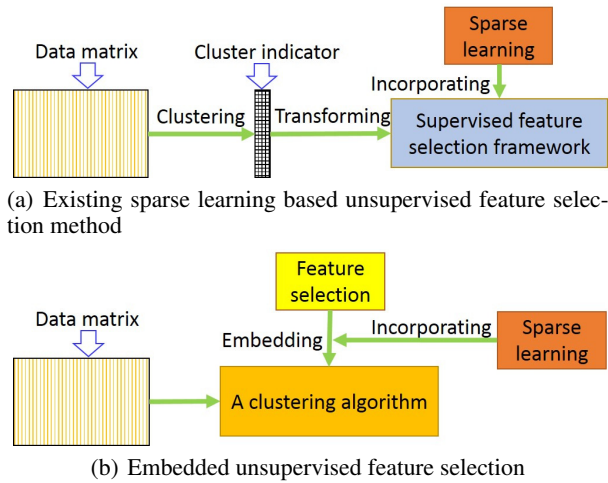 Data matrix
Cluster indicator
Sparse
learning
Incorporating
Clustering
Transforming
Supervised feature
selection framework
(a) Existing sparse learning based unsupervised feature selec-
tion method
Feature
selection
Data matrix
Embedding
Incorporating
Sparse
learning
A clustering algorithm
(b) Embedded unsupervised feature selection